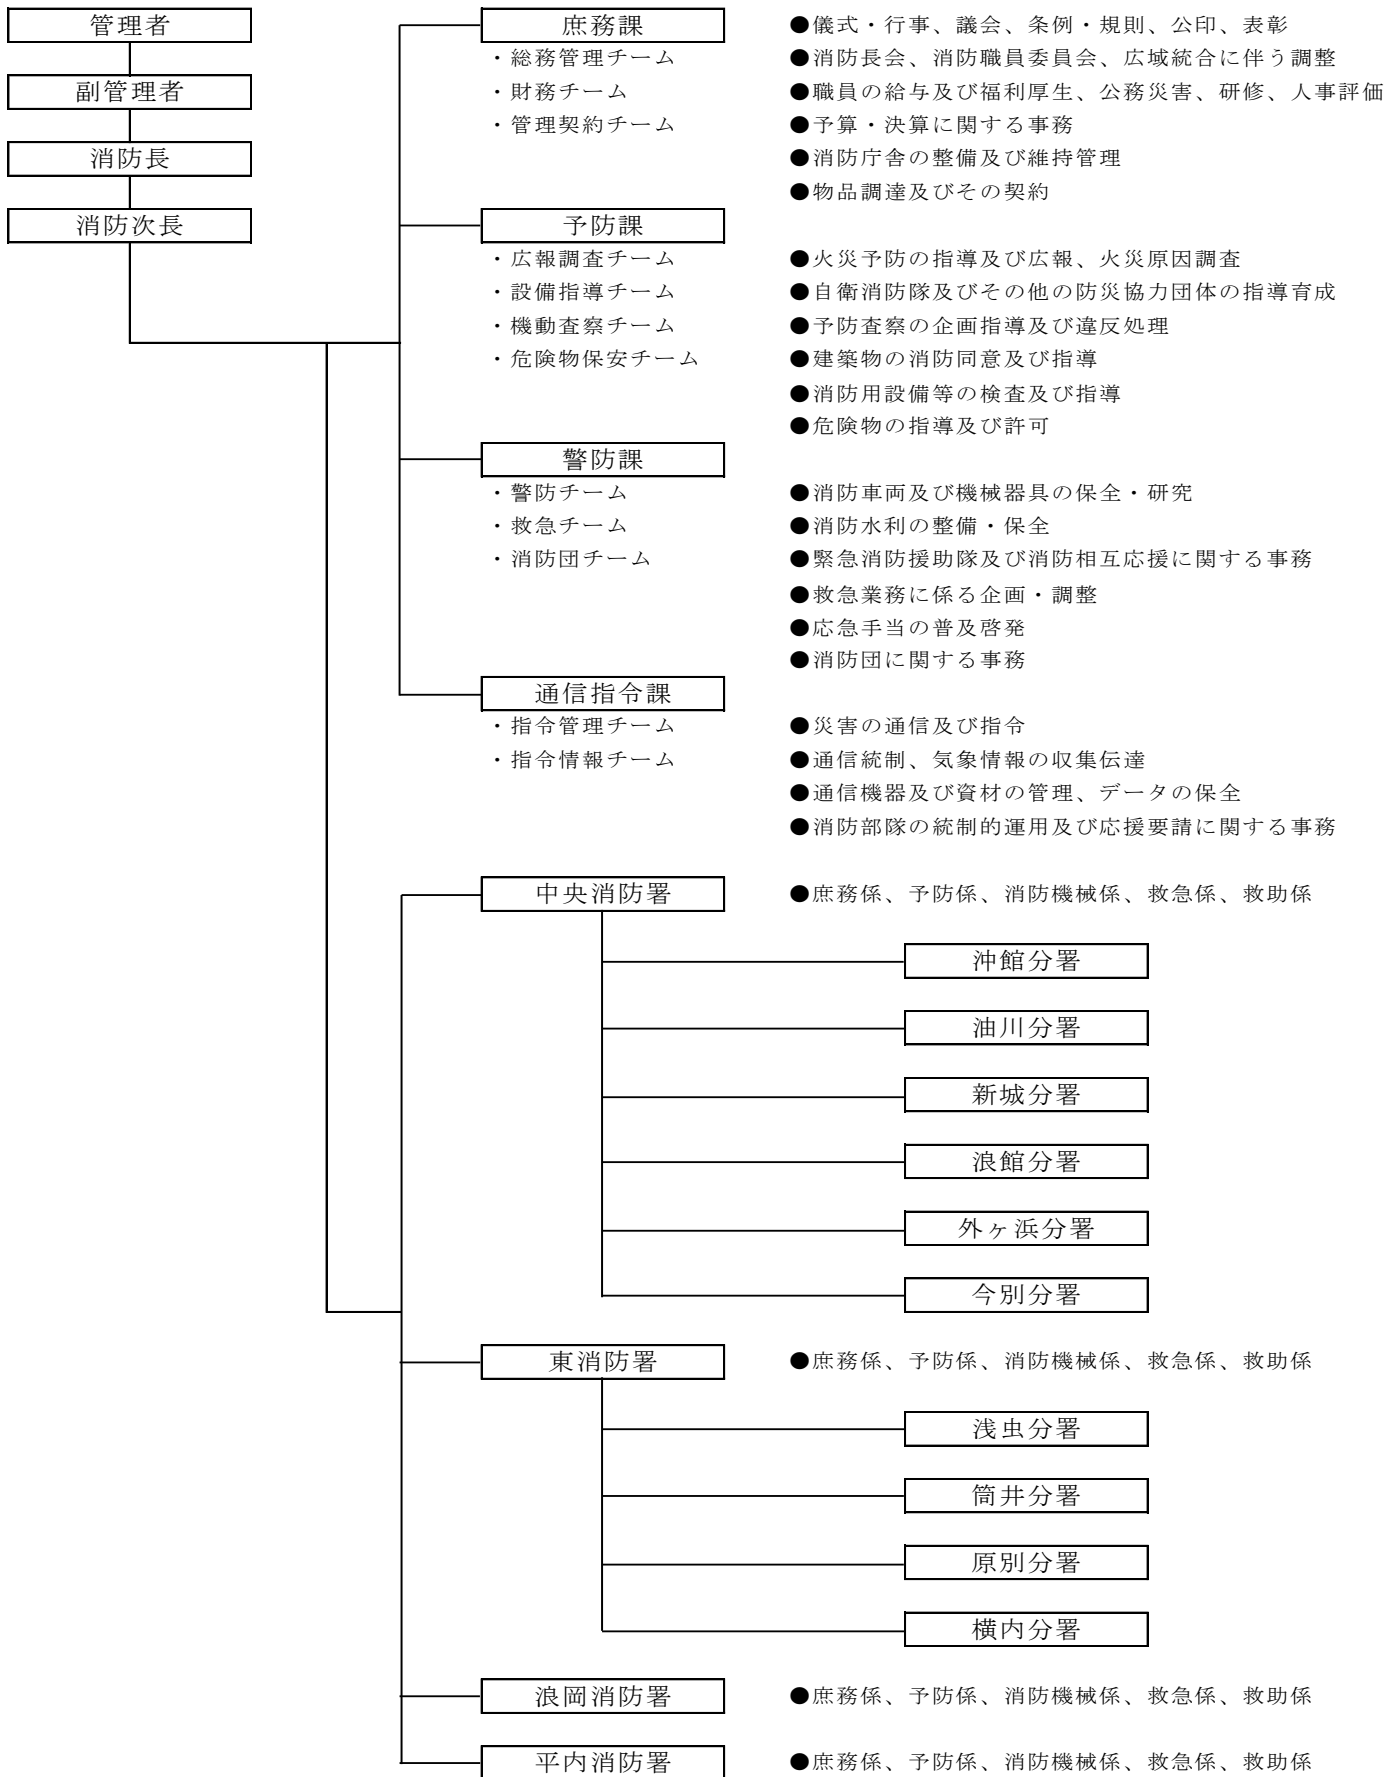 管理者
副管理者
消防長
消防次長
庶務課
・総務管理チーム
・財務チーム
・管理契約チーム
●儀式・行事、議会、条例・規則、公印、表彰
●消防長会、消防職員委員会、広域統合に伴う調整
●職員の給与及び福利厚生、公務災害、研修、人事評価
●予算・決算に関する事務
●消防庁舎の整備及び維持管理
●物品調達及びその契約
予防課
・広報調査チーム
・設備指導チーム
・機動査察チーム
・危険物保安チーム
●火災予防の指導及び広報、火災原因調査
●自衛消防隊及びその他の防災協力団体の指導育成
●予防査察の企画指導及び違反処理
●建築物の消防同意及び指導
●消防用設備等の検査及び指導
●危険物の指導及び許可
警防課
・警防チーム
・救急チーム
・消防団チーム
●消防車両及び機械器具の保全・研究
●消防水利の整備・保全
●緊急消防援助隊及び消防相互応援に関する事務
●救急業務に係る企画・調整
●応急手当の普及啓発
●消防団に関する事務
通信指令課
・指令管理チーム
・指令情報チーム
●災害の通信及び指令
●通信統制、気象情報の収集伝達
●通信機器及び資材の管理、データの保全
●消防部隊の統制的運用及び応援要請に関する事務
中央消防署
●庶務係、予防係、消防機械係、救急係、救助係
沖館分署
油川分署
新城分署
浪館分署
外ヶ浜分署
今別分署
東消防署
●庶務係、予防係、消防機械係、救急係、救助係
浅虫分署
筒井分署
原別分署
横内分署
浪岡消防署
●庶務係、予防係、消防機械係、救急係、救助係
平内消防署
●庶務係、予防係、消防機械係、救急係、救助係